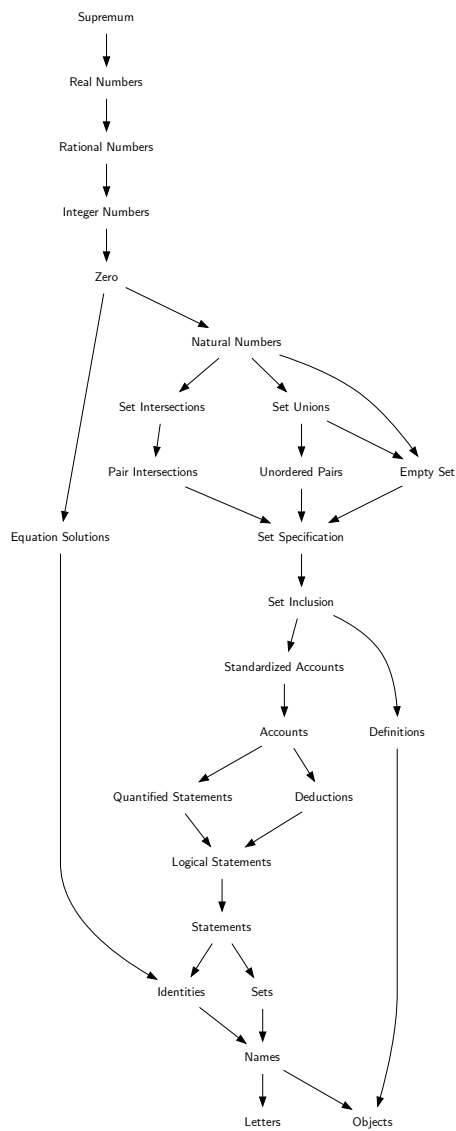 Supremum
Real Numbers
Rational Numbers
Integer Numbers
Zero
Natural Numbers
Set Intersections
Set Unions
Pair Intersections
Unordered Pairs
Empty Set
Equation Solutions
Set Specification
Set Inclusion
Standardized Accounts
Accounts
Definitions
Quantified Statements
Deductions
Logical Statements
Statements
Identities
Sets
Names
Letters
Objects